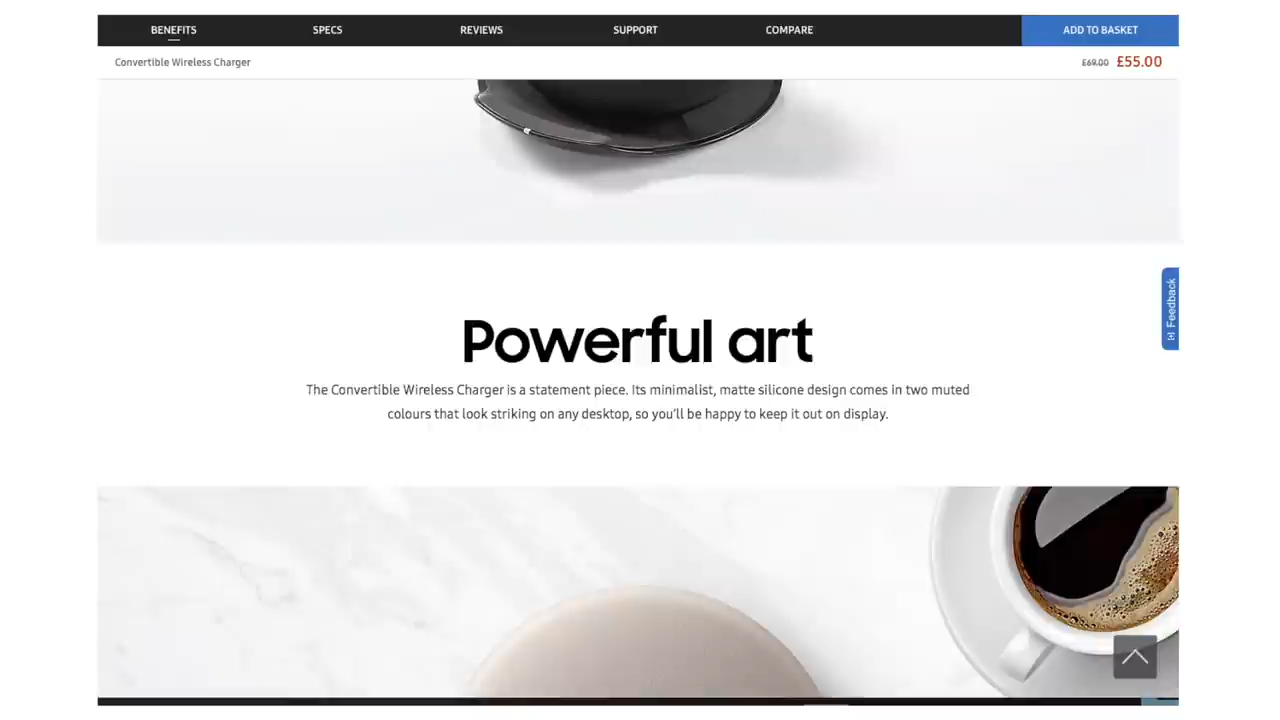 BENEFITS SPECS REVIEWS SUPPORT COMPARE ADD TO BASKET
Convertible Wireless Charger £69.00 £55.00
Feedback
Powerful art
The Convertible Wireless Charger is a statement piece. Its minimalist, matte silicone design comes in two muted
colours that look striking on any desktop, so you'll be happy to keep it out on display.